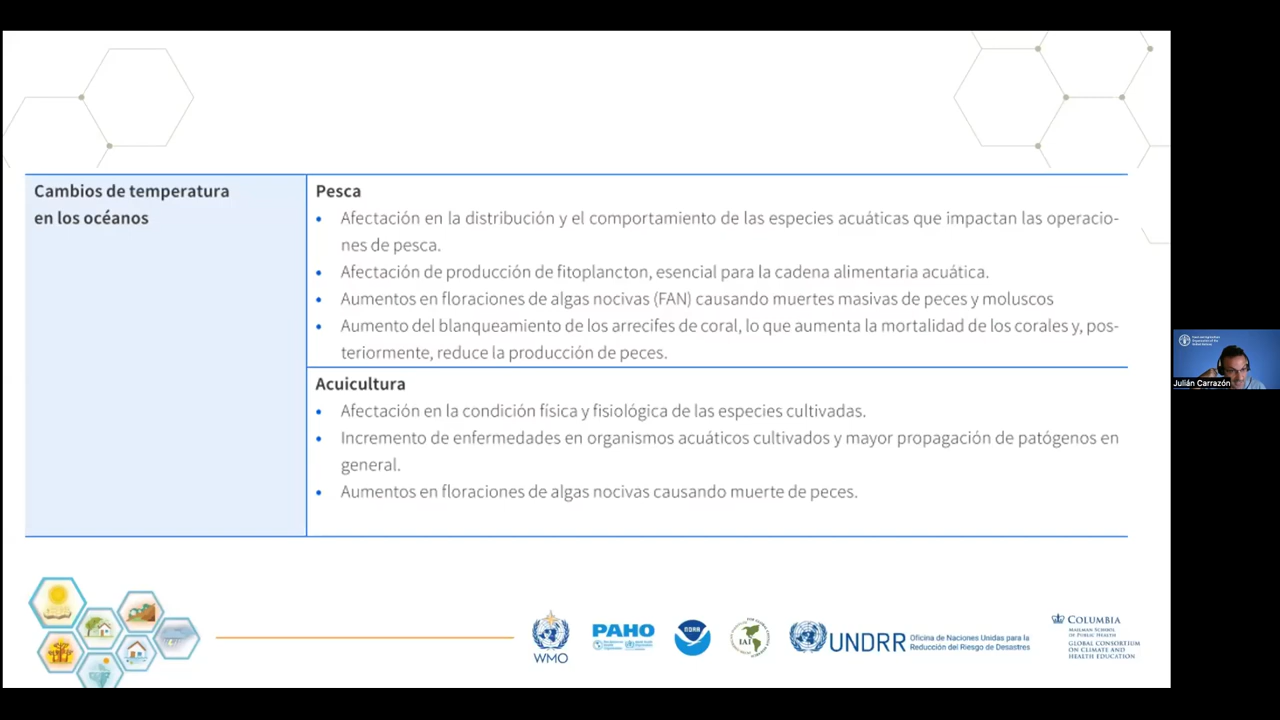 Cambios de temperatura
en los océanos
Pesca
• Afectación en la distribución y el comportamiento de las especies acuáticas que impactan las operacio-
nes de pesca.
• Afectación de producción de fitoplancton, esencial para la cadena alimentaria acuática.
• Aumentos en floraciones de algas nocivas (FAN) causando muertes masivas de peces y moluscos
• Aumento del blanqueamiento de los arrecifes de coral, lo que aumenta la mortalidad de los corales y, pos-
teriormente, reduce la producción de peces.
Acuicultura
• Afectación en la condición física y fisiológica de las especies cultivadas.
• Incremento de enfermedades en organismos acuáticos cultivados y mayor propagación de patógenos en
general.
• Aumentos en floraciones de algas nocivas causando muerte de peces.
Julián Carrazón
WMO
PAHO
NOAA
IAI
UNDRR
Oficina de Naciones Unidas para la
Reducción del Riesgo de Desastres
COLUMBIA
MAILMAN SCHOOL
OF PUBLIC HEALTH
GLOBAL CONSORTIUM
ON CLIMATE AND
HEALTH EDUCATION